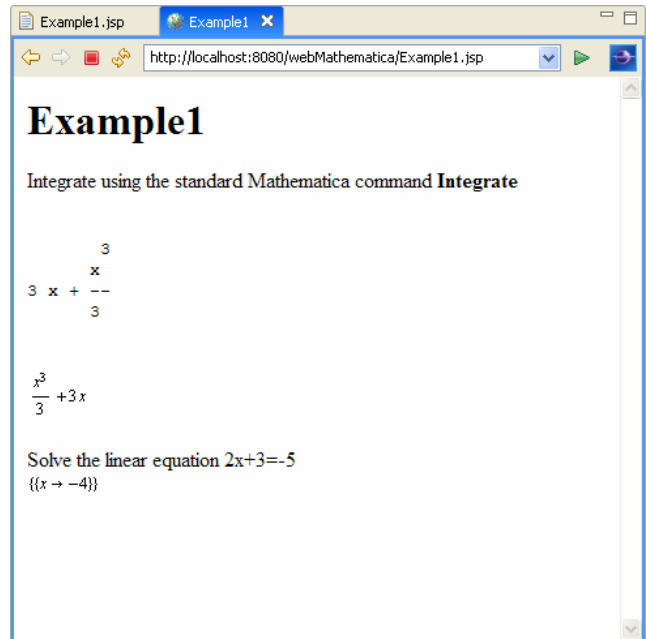 Example1.jsp
Example1
http://localhost:8080/webMathematica/Example1.jsp
Example1
Integrate using the standard Mathematica command Integrate
3
x
3 x + --
3
x³
— +3 x
3
Solve the linear equation 2x+3=-5
{{x → −4}}